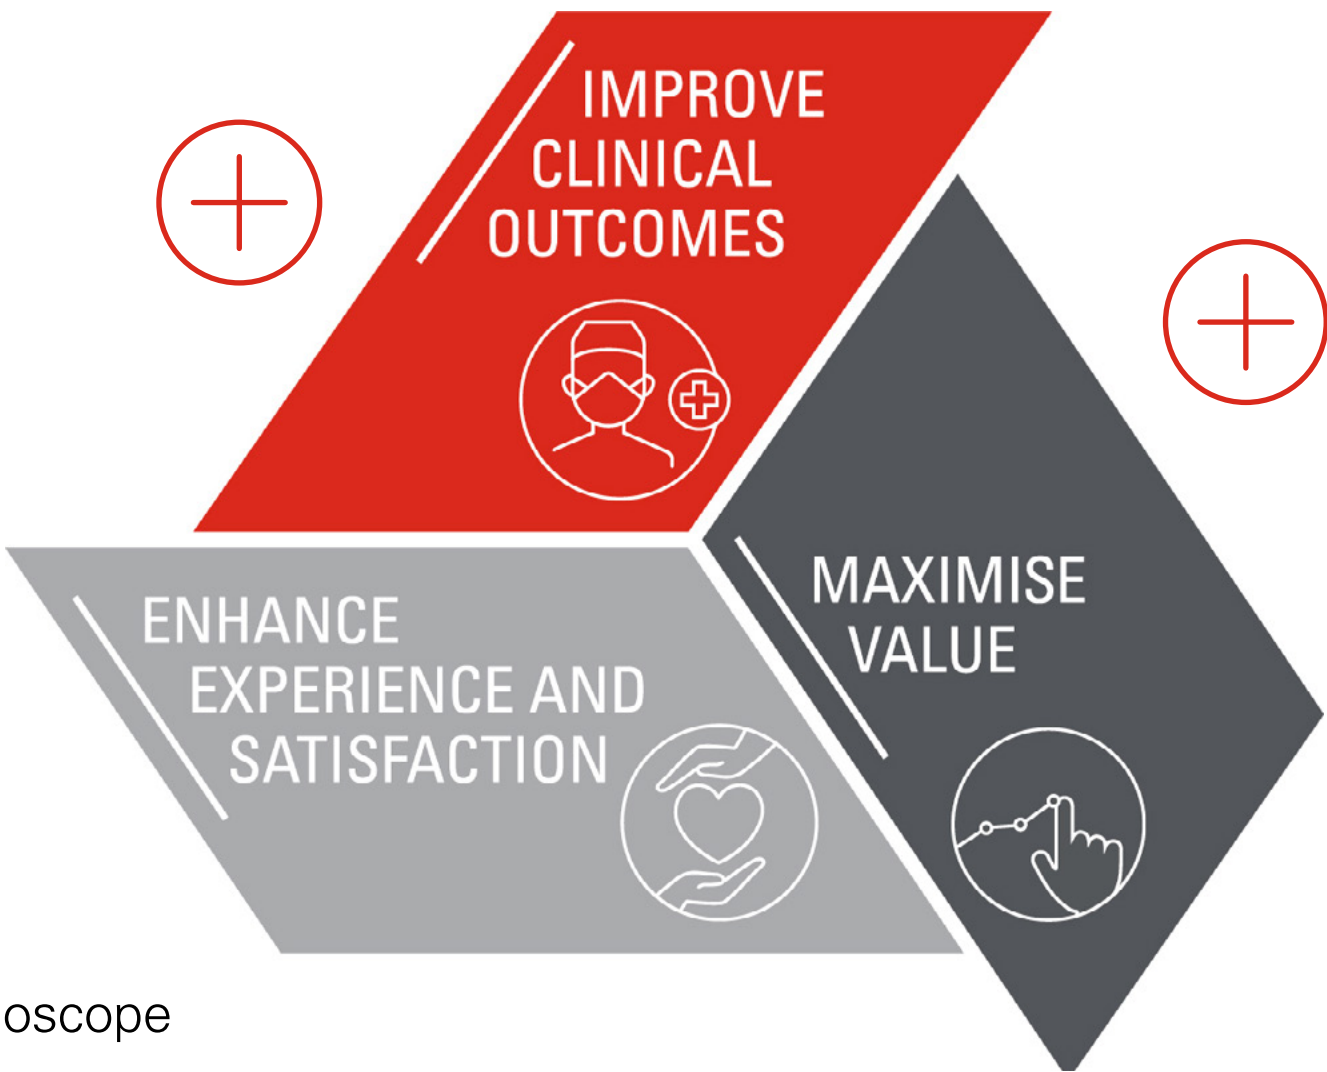 IMPROVE
CLINICAL
OUTCOMES
MAXIMISE
VALUE
ENHANCE
EXPERIENCE AND
SATISFACTION
oscope